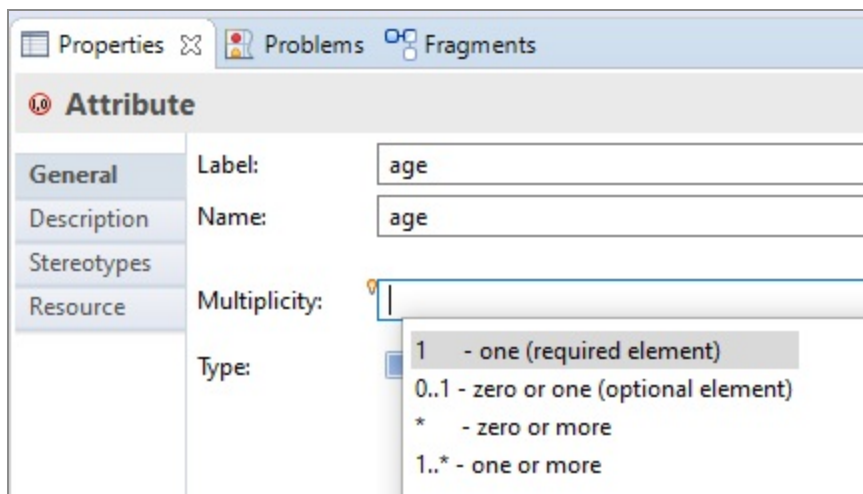 Properties Problems Fragments
Attribute
General
Description
Stereotypes
Resource
Label: age
Name: age
Multiplicity:
Type:
1 - one (required element)
0..1 - zero or one (optional element)
* - zero or more
1..* - one or more